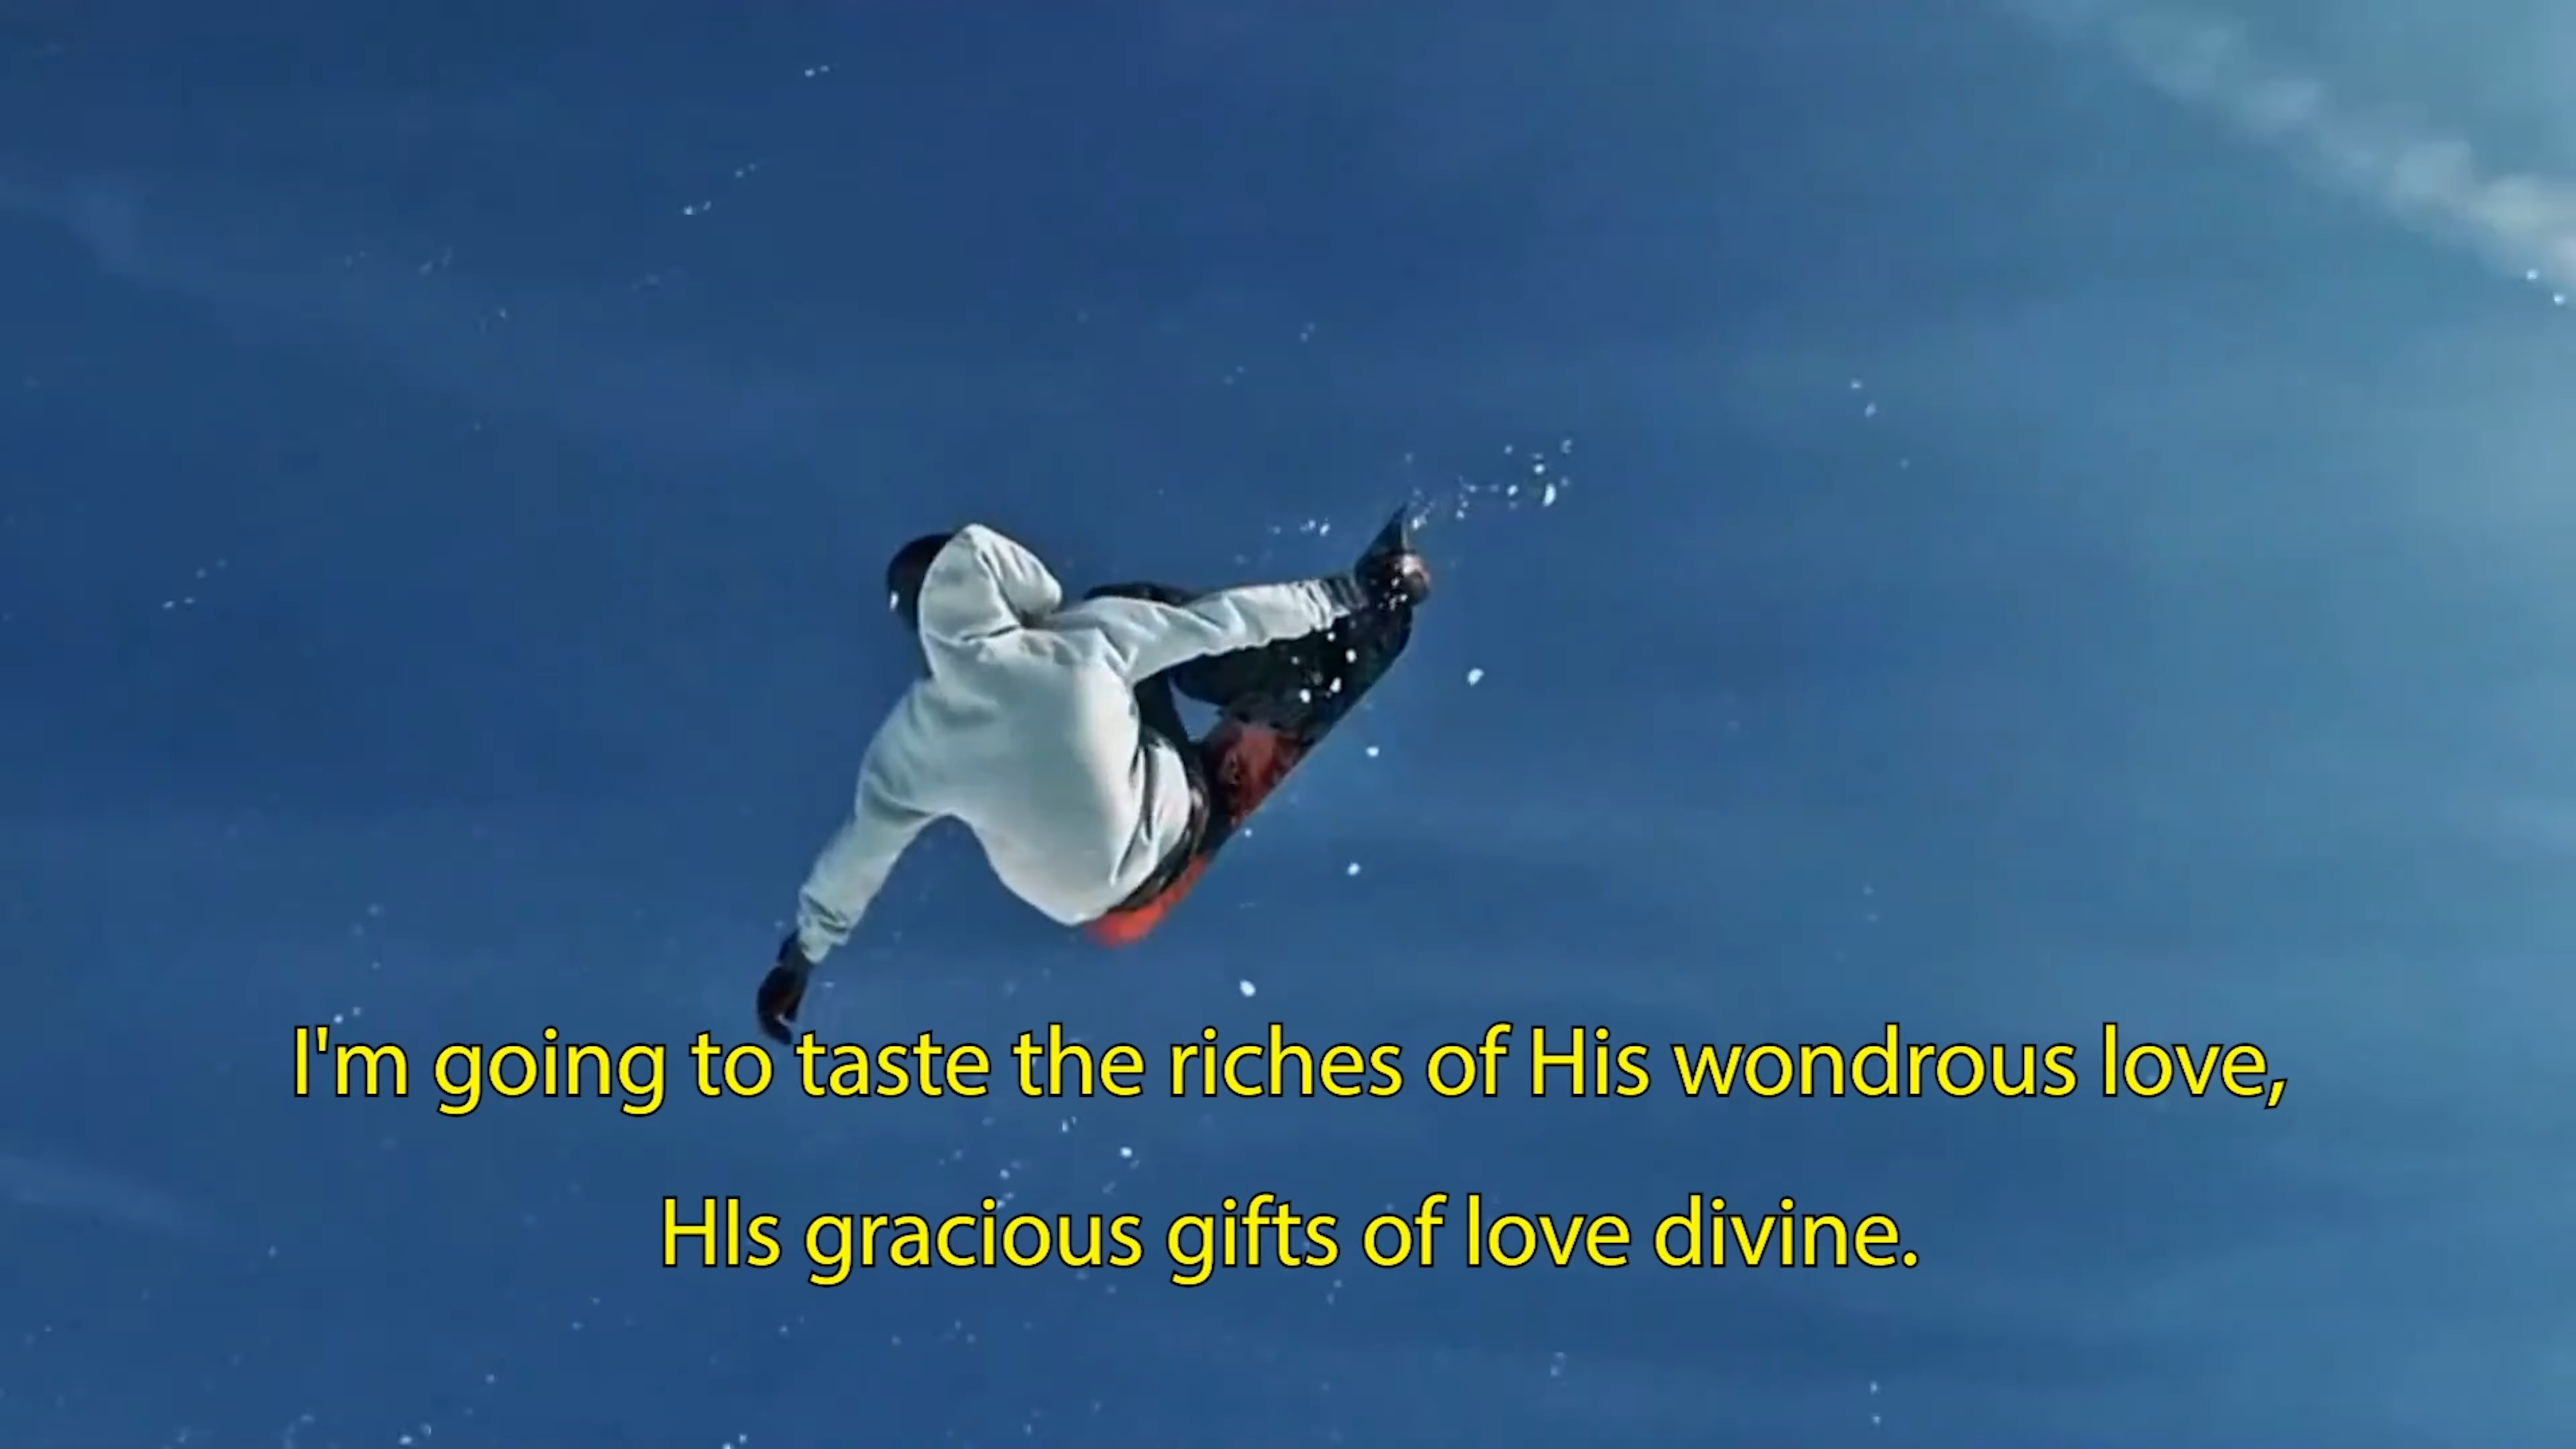 I'm going to taste the riches of His wondrous love,
HIs gracious gifts of love divine.